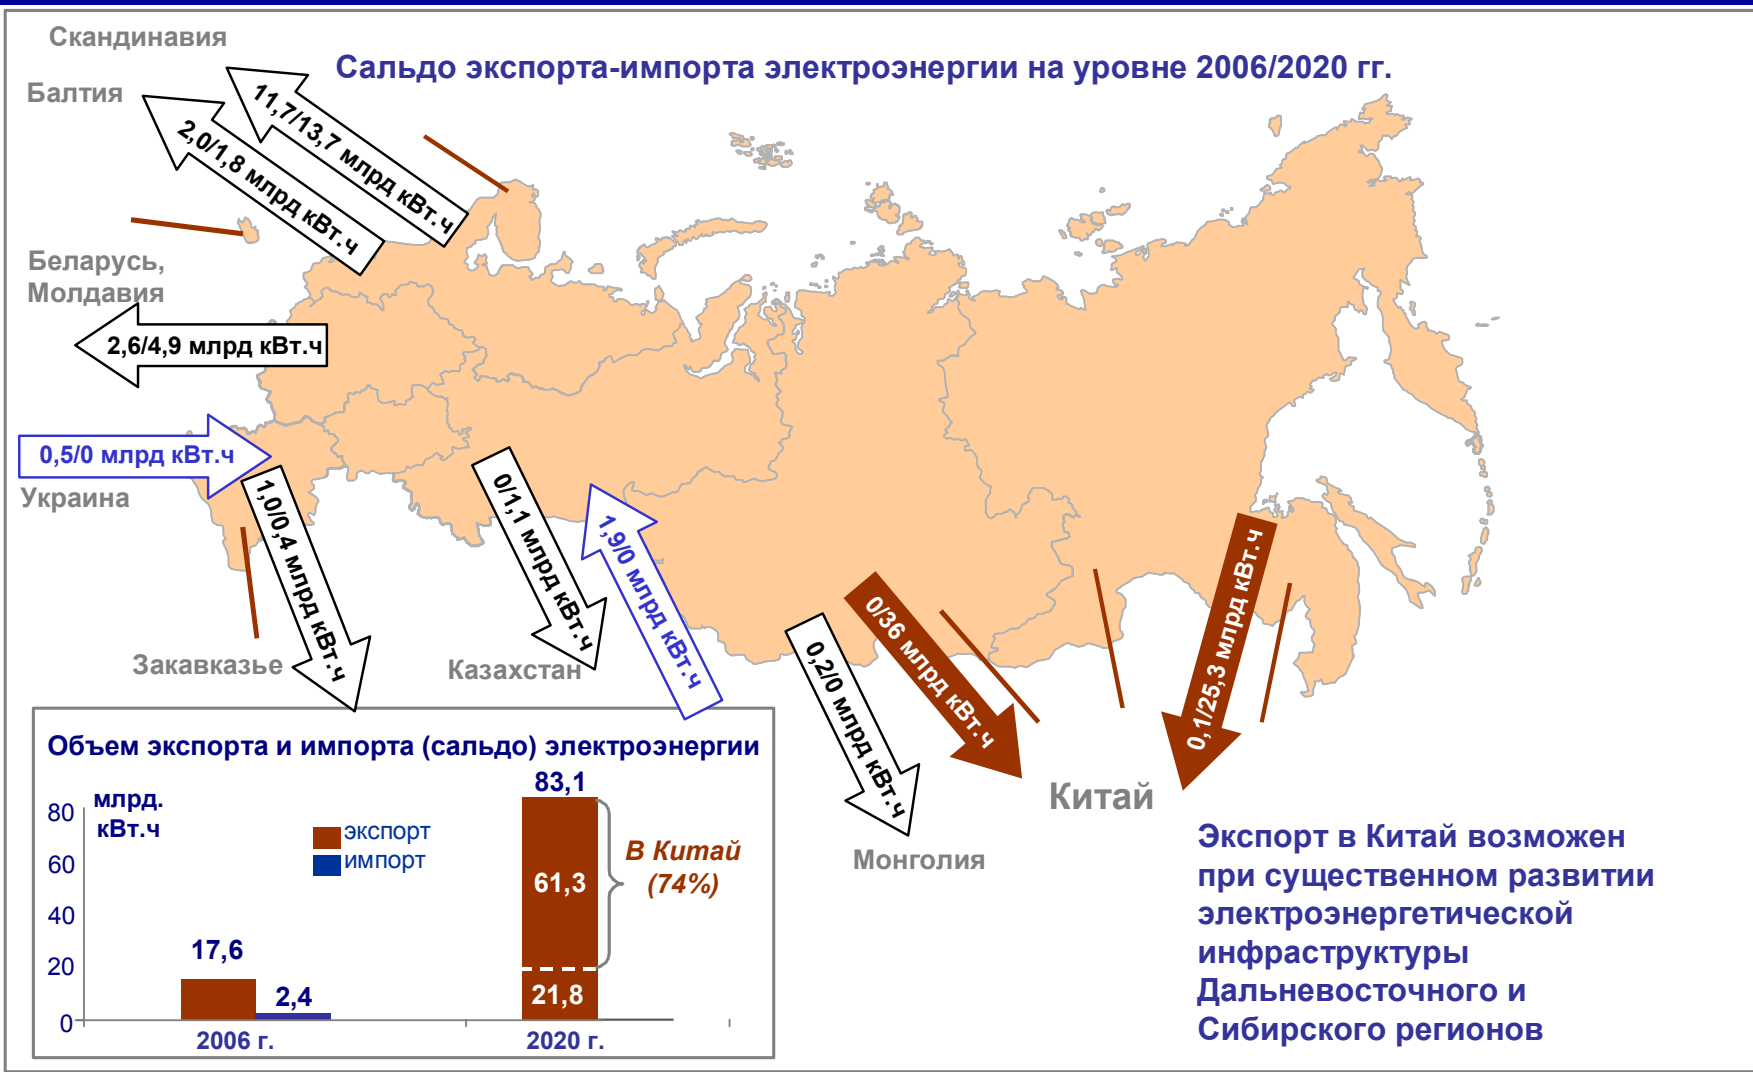 Скандинавия
Сальдо экспорта-импорта электроэнергии на уровне 2006/2020 гг.
Балтия
11,7/13,7 млрд кВт.ч
2,0/1,8 млрд кВт.ч
Беларусь,
Молдавия
2,6/4,9 млрд кВт.ч
0,5/0 млрд кВт.ч
Украина
1,0/0,4 млрд кВт.ч
0/1,1 млрд кВт.ч
1,9/0 млрд кВт.ч
0,2/0 млрд кВт.ч
0/36 млрд кВт.ч
0,1/25,3 млрд кВт.ч
Закавказье
Казахстан
Китай
Монголия
Объем экспорта и импорта (сальдо) электроэнергии
млрд.
кВт.ч
80
60
40
20
0
экспорт
импорт
83,1
В Китай
(74%)
61,3
17,6
2,4
21,8
2006 г.
2020 г.
Экспорт в Китай возможен
при существенном развитии
электроэнергетической
инфраструктуры
Дальневосточного и
Сибирского регионов